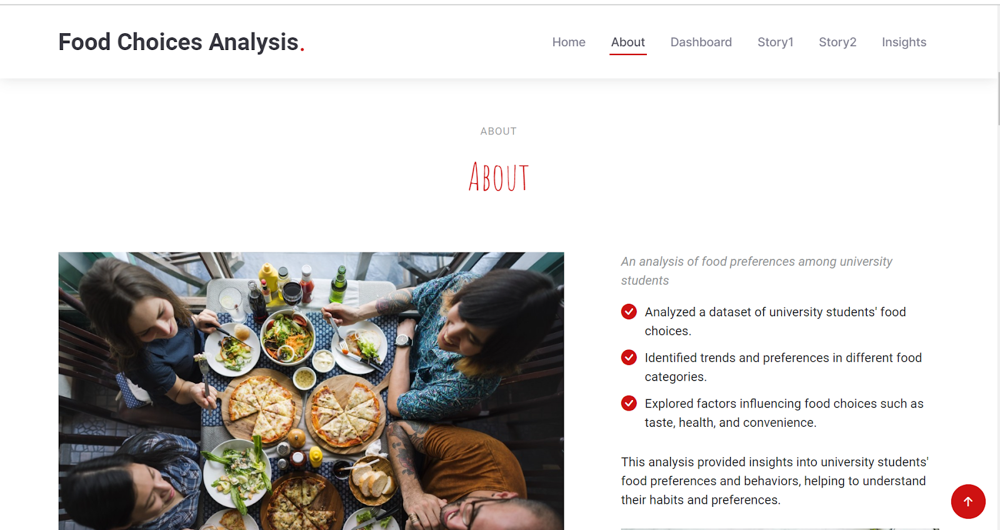 Food Choices Analysis.
Home About Dashboard Story1 Story2 Insights
ABOUT
ABOUT
An analysis of food preferences among university
students
Analyzed a dataset of university students' food
choices.
Identified trends and preferences in different food
categories.
Explored factors influencing food choices such as
taste, health, and convenience.
This analysis provided insights into university students'
food preferences and behaviors, helping to understand
their habits and preferences.